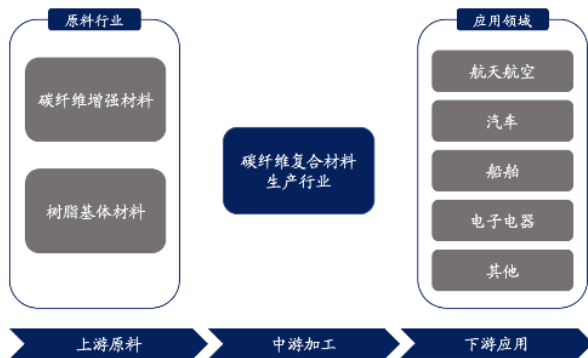 原料行业
碳纤维增强材料
树脂基体材料
碳纤维复合材料
生产行业
应用领域
航天航空
汽车
船舶
电子电器
其他
上游原料
中游加工
下游应用